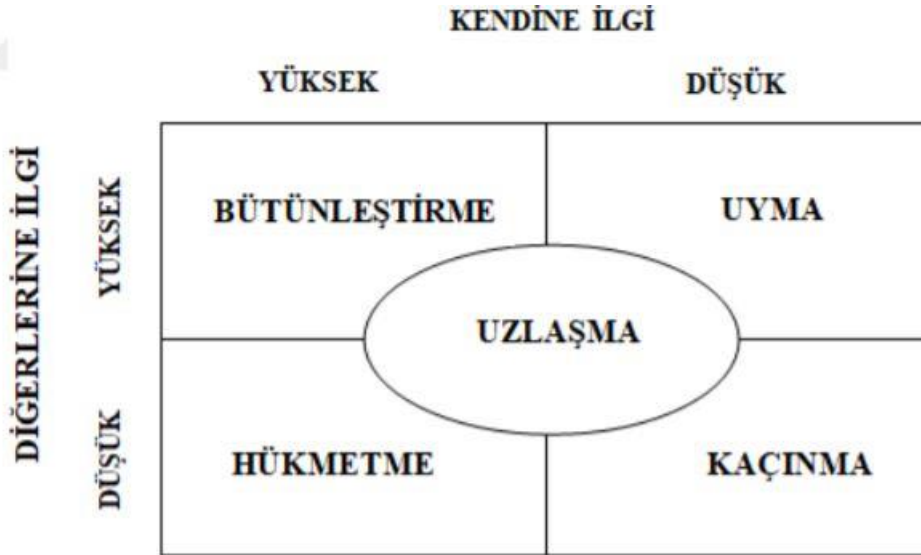 KENDİNE İLGİ
YÜKSEK DÜŞÜK
DİĞERLERİNE İLGİ
YÜKSEK
BÜTÜNLEŞTİRME UYMA
UZLAŞMA
DÜŞÜK
HÜKMETME KAÇINMA